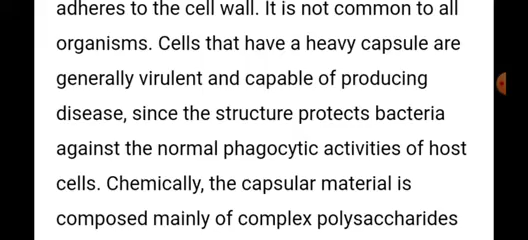 adheres to the cell wall. It is not common to all
organisms. Cells that have a heavy capsule are
generally virulent and capable of producing
disease, since the structure protects bacteria
against the normal phagocytic activities of host
cells. Chemically, the capsular material is
composed mainly of complex polysaccharides